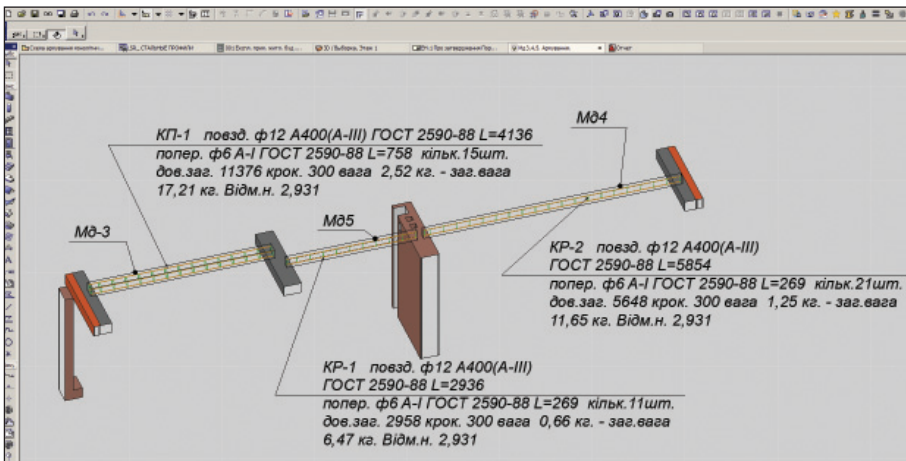 КП-1 повзд. ф12 А400(А-III) ГОСТ 2590-88 L=4136
попер. ф6 А-I ГОСТ 2590-88 L=758 кільк.15шт.
дов.заг. 11376 крок. 300 вага 2,52 кг. - заг.вага
17,21 кг. Відм.н. 2,931
Мд4
Мд-3
Мд5
КР-2 повзд. ф12 А400(А-III)
ГОСТ 2590-88 L=5854
попер. ф6 А-I ГОСТ 2590-88 L=269 кільк.21шт.
дов.заг. 5648 крок. 300 вага 1,25 кг. - заг.вага
11,65 кг. Відм.н. 2,931
КР-1 повзд. ф12 А400(А-III)
ГОСТ 2590-88 L=2936
попер. ф6 А-I ГОСТ 2590-88 L=269 кільк.11шт.
дов.заг. 2958 крок. 300 вага 0,66 кг. - заг.вага
6,47 кг. Відм.н. 2,931